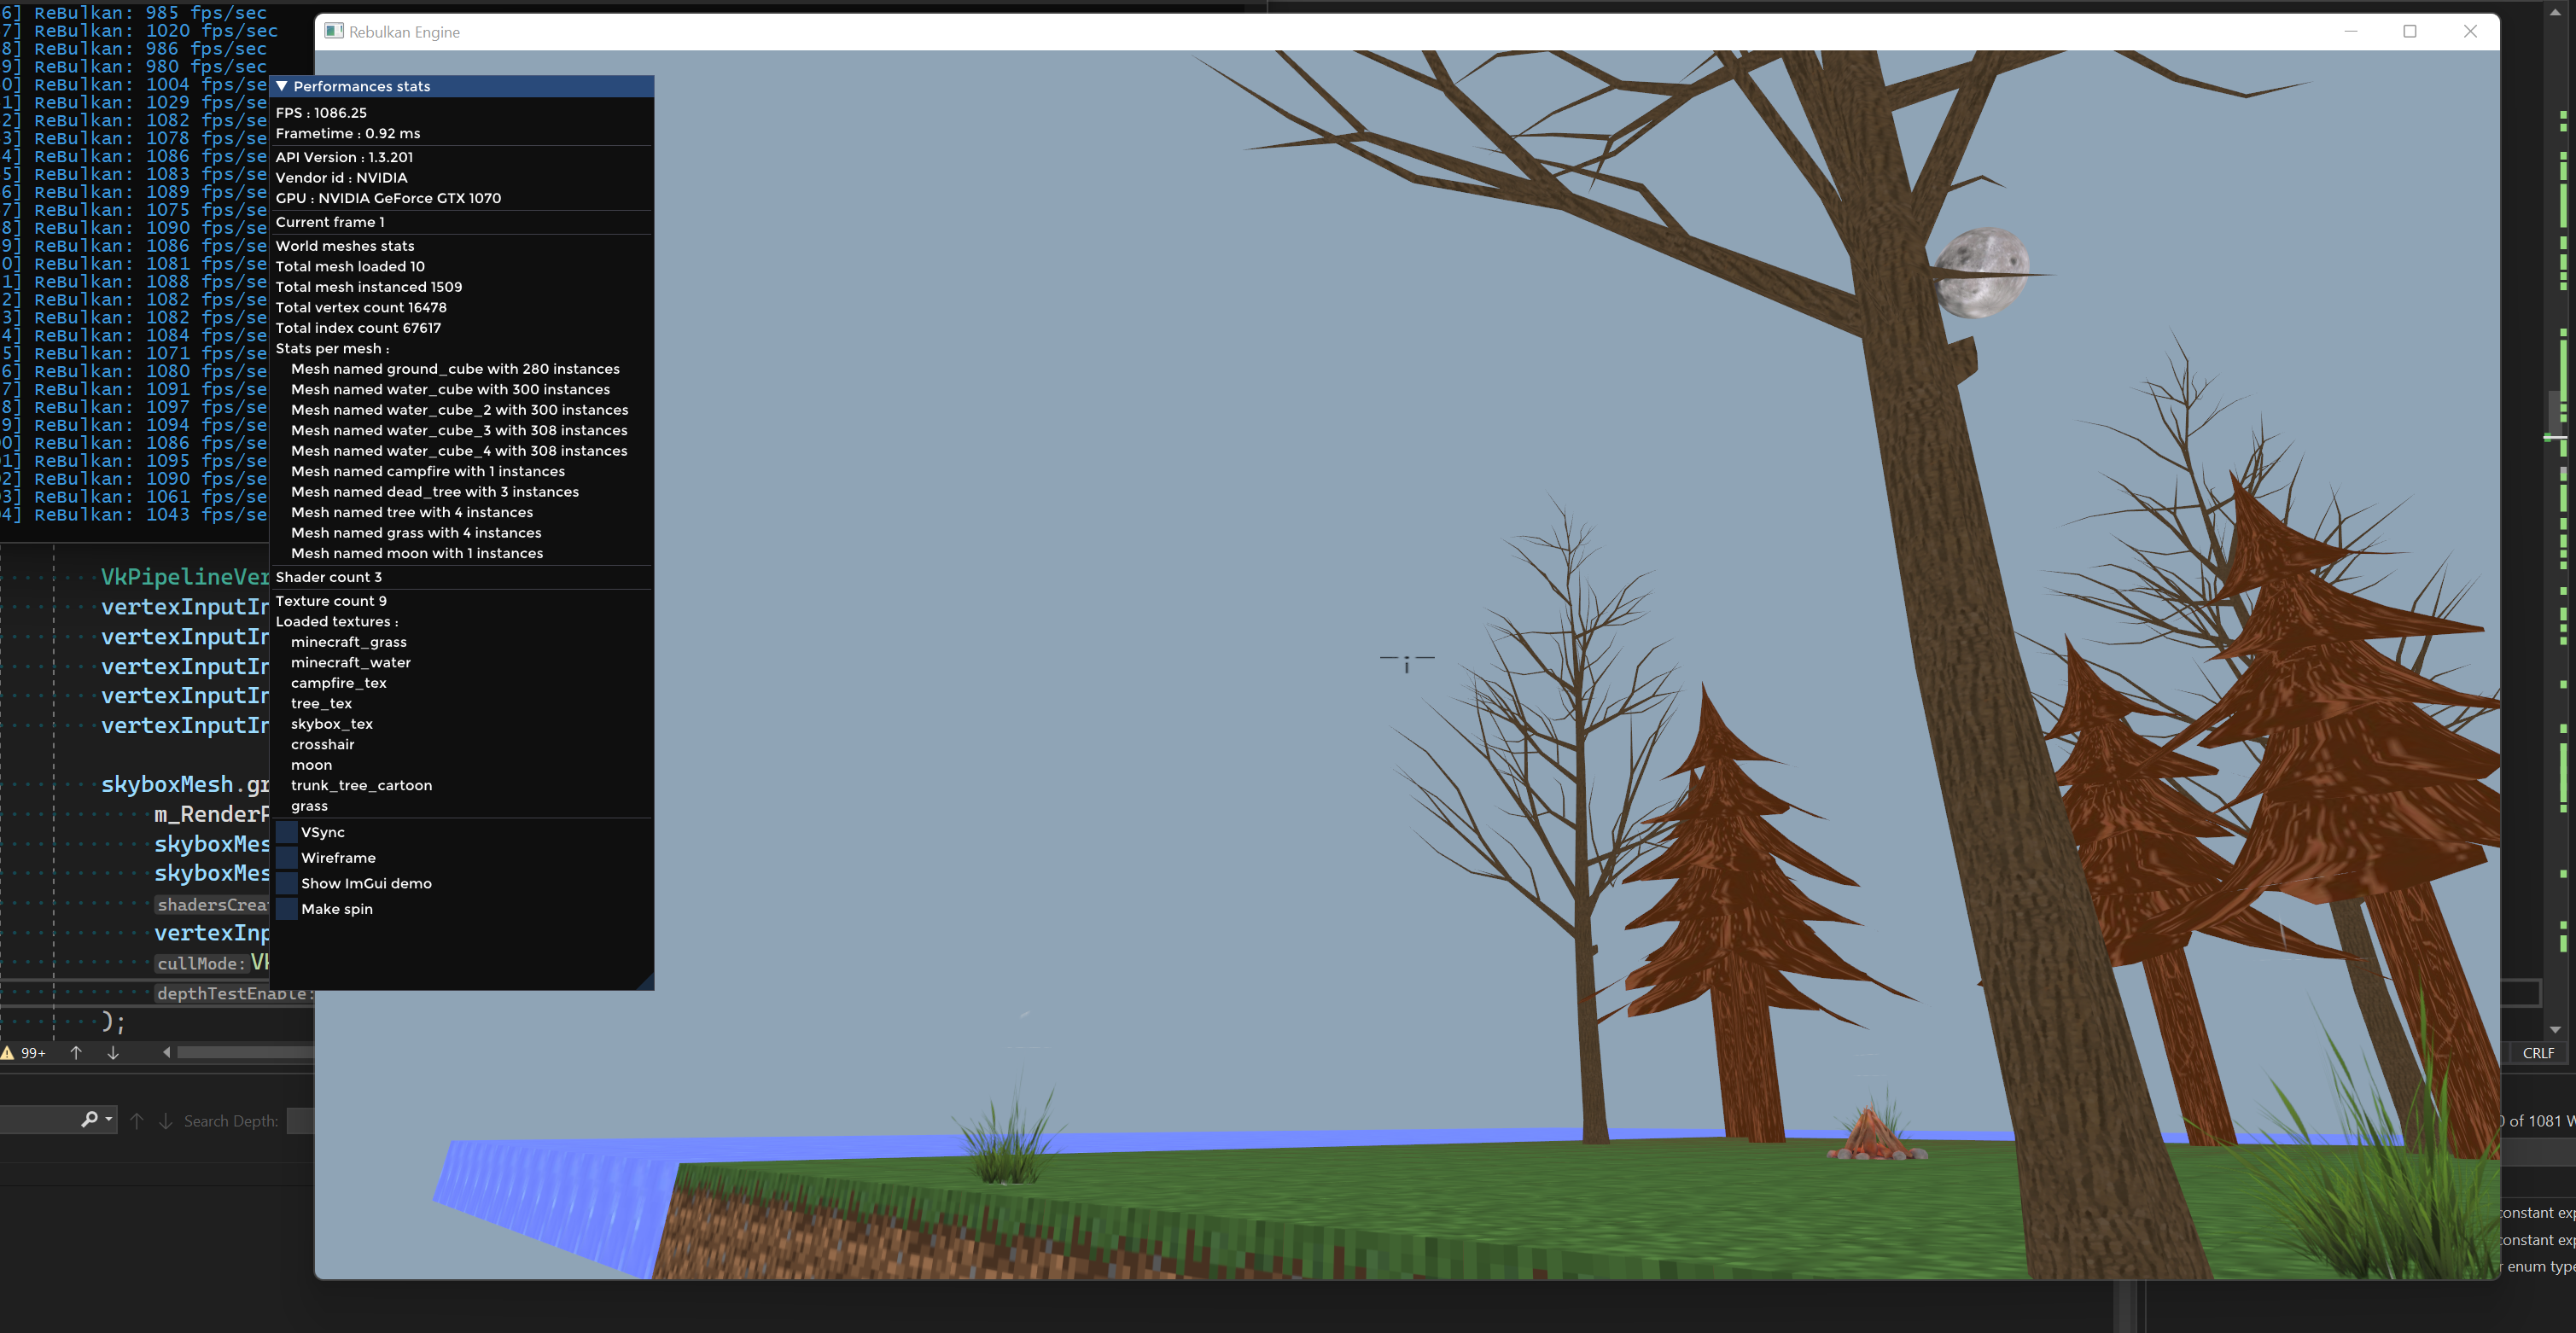 6] ReBulkan: 985 fps/sec
7] ReBulkan: 1020 fps/sec
8] ReBulkan: 986 fps/sec
9] ReBulkan: 980 fps/sec
0] ReBulkan: 1004 fps/se
1] ReBulkan: 1029 fps/se
2] ReBulkan: 1082 fps/se
3] ReBulkan: 1078 fps/se
4] ReBulkan: 1086 fps/se
5] ReBulkan: 1083 fps/se
6] ReBulkan: 1089 fps/se
7] ReBulkan: 1075 fps/se
8] ReBulkan: 1090 fps/se
9] ReBulkan: 1086 fps/se
0] ReBulkan: 1081 fps/se
1] ReBulkan: 1088 fps/se
2] ReBulkan: 1082 fps/se
3] ReBulkan: 1082 fps/se
4] ReBulkan: 1084 fps/se
5] ReBulkan: 1071 fps/se
6] ReBulkan: 1080 fps/se
7] ReBulkan: 1091 fps/se
8] ReBulkan: 1097 fps/se
9] ReBulkan: 1094 fps/se
00] ReBulkan: 1086 fps/se
01] ReBulkan: 1095 fps/se
02] ReBulkan: 1090 fps/se
03] ReBulkan: 1061 fps/se
04] ReBulkan: 1043 fps/se
Rebulkan Engine
Performances stats
FPS : 1086.25
Frametime : 0.92 ms
API Version : 1.3.201
Vendor id : NVIDIA
GPU : NVIDIA GeForce GTX 1070
Current frame 1
World meshes stats
Total mesh loaded 10
Total mesh instanced 1509
Total vertex count 16478
Total index count 67617
Stats per mesh :
Mesh named ground_cube with 280 instances
Mesh named water_cube with 300 instances
Mesh named water_cube_2 with 300 instances
Mesh named water_cube_3 with 308 instances
Mesh named water_cube_4 with 308 instances
Mesh named campfire with 1 instances
Mesh named dead_tree with 3 instances
Mesh named tree with 4 instances
Mesh named grass with 4 instances
Mesh named moon with 1 instances
Shader count 3
Texture count 9
Loaded textures :
minecraft_grass
minecraft_water
campfire_tex
tree_tex
skybox_tex
crosshair
moon
trunk_tree_cartoon
grass
VSync
Wireframe
Show ImGui demo
Make spin
VkPipelineVer
vertexInputIn
vertexInputIn
vertexInputIn
vertexInputIn
vertexInputIn
skyboxMesh.gr
m_RenderP
skyboxMes
skyboxMes
shadersCreat
vertexInp
cullMode: Vk
depthTestEnable:
);
99+
CRLF
Search Depth:
0 of 1081 W
constant exp
constant exp
r enum type